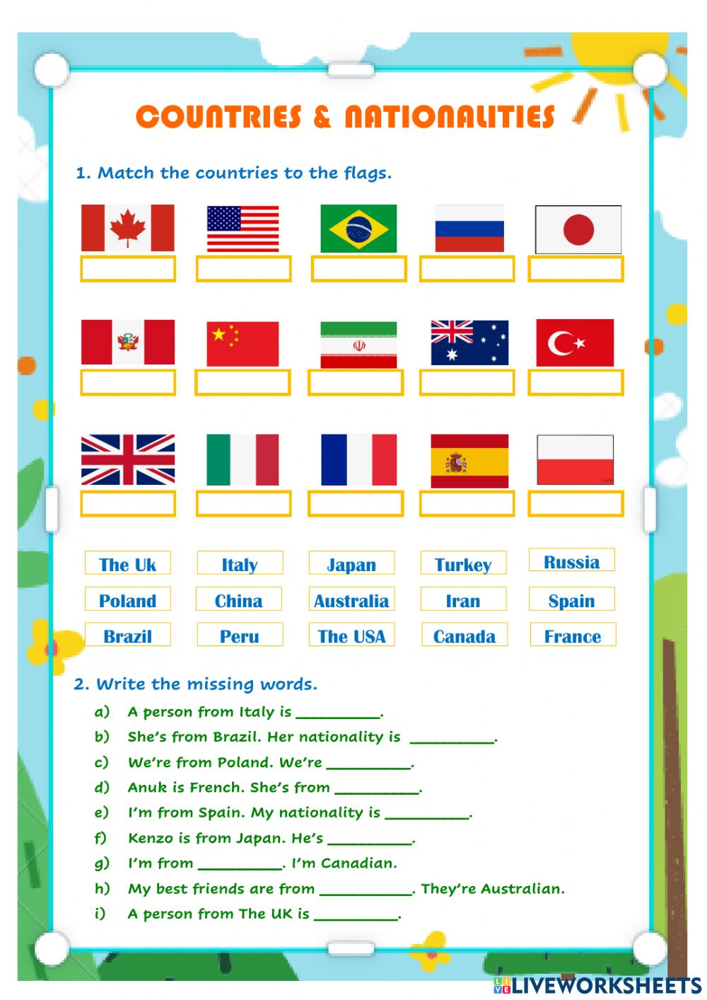 COUNTRIES & NATIONALITIES
1. Match the countries to the flags.
The Uk Italy Japan Turkey Russia
Poland China Australia Iran Spain
Brazil Peru The USA Canada France
2. Write the missing words.
a) A person from Italy is __________.
b) She's from Brazil. Her nationality is __________.
c) We're from Poland. We're __________.
d) Anuk is French. She's from __________.
e) I'm from Spain. My nationality is __________.
f) Kenzo is from Japan. He's __________.
g) I'm from __________. I'm Canadian.
h) My best friends are from ___________. They're Australian.
i) A person from The UK is __________.
LIVE LIVEWORKSHEETS